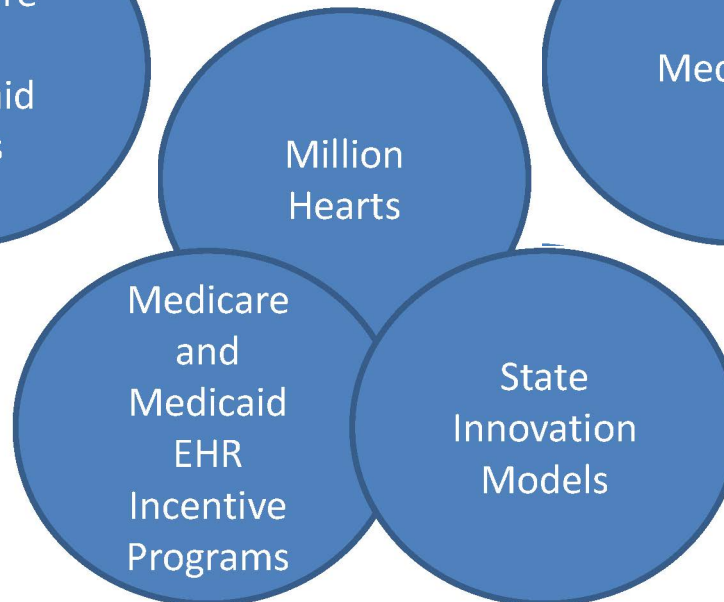 Million
Hearts
Medicare
and
Medicaid
EHR
Incentive
Programs
State
Innovation
Models